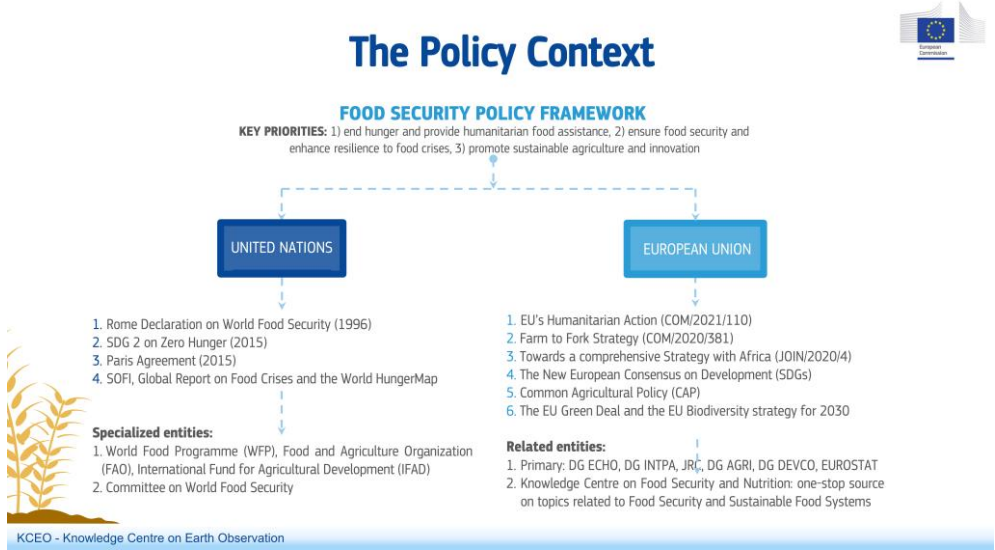 European
Commission
The Policy Context
FOOD SECURITY POLICY FRAMEWORK
KEY PRIORITIES: 1) end hunger and provide humanitarian food assistance, 2) ensure food security and
enhance resilience to food crises, 3) promote sustainable agriculture and innovation
UNITED NATIONS
1. Rome Declaration on World Food Security (1996)
2. SDG 2 on Zero Hunger (2015)
3. Paris Agreement (2015)
4. SOFI, Global Report on Food Crises and the World HungerMap
Specialized entities:
1. World Food Programme (WFP), Food and Agriculture Organization
(FAO), International Fund for Agricultural Development (IFAD)
2. Committee on World Food Security
EUROPEAN UNION
1. EU's Humanitarian Action (COM/2021/110)
2. Farm to Fork Strategy (COM/2020/381)
3. Towards a comprehensive Strategy with Africa (JOIN/2020/4)
4. The New European Consensus on Development (SDGs)
5. Common Agricultural Policy (CAP)
6. The EU Green Deal and the EU Biodiversity strategy for 2030
Related entities:
1. Primary: DG ECHO, DG INTPA, JRC, DG AGRI, DG DEVCO, EUROSTAT
2. Knowledge Centre on Food Security and Nutrition: one-stop source
on topics related to Food Security and Sustainable Food Systems
KCEO - Knowledge Centre on Earth Observation